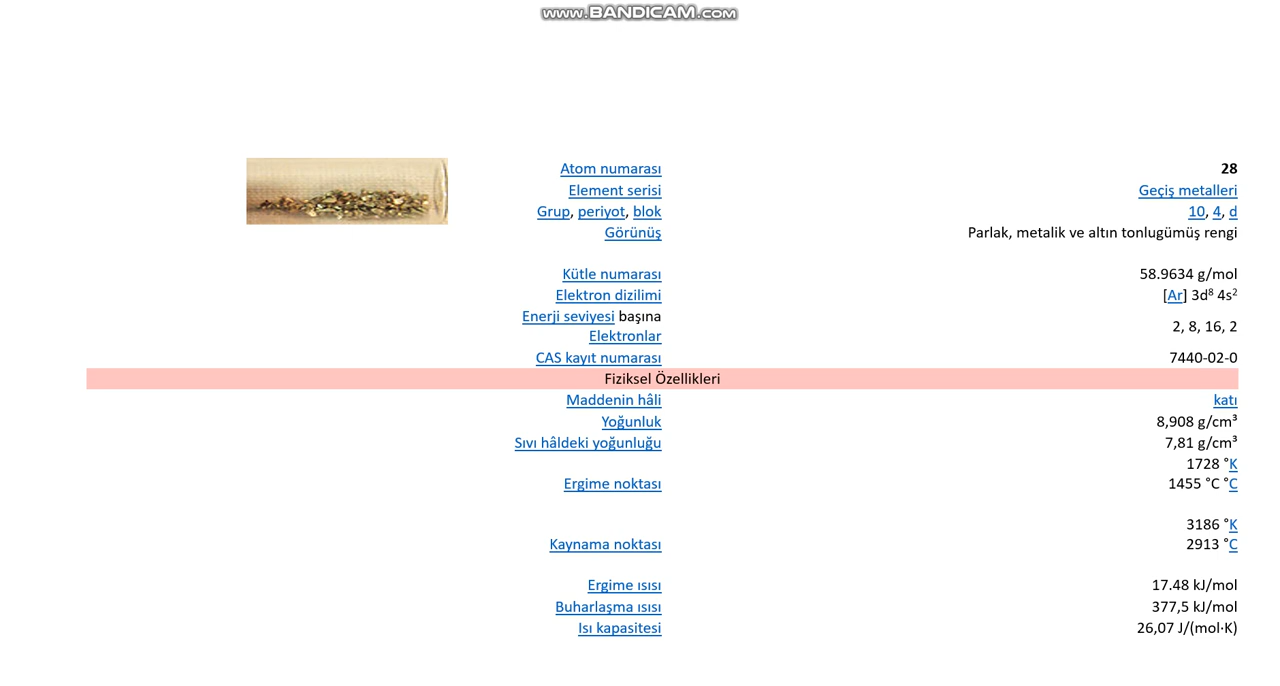 www.BANDICAM.com
Atom numarası 28
Element serisi Geçiş metalleri
Grup, periyot, blok 10, 4, d
Görünüş Parlak, metalik ve altın tonlugümüş rengi
Kütle numarası 58.9634 g/mol
Elektron dizilimi [Ar] 3d⁸ 4s²
Enerji seviyesi başına
Elektronlar 2, 8, 16, 2
CAS kayıt numarası 7440-02-0
Fiziksel Özellikleri
Maddenin hâli katı
Yoğunluk 8,908 g/cm³
Sıvı hâldeki yoğunluğu 7,81 g/cm³
1728 °K
Ergime noktası 1455 °C °C
3186 °K
Kaynama noktası 2913 °C
Ergime ısısı 17.48 kJ/mol
Buharlaşma ısısı 377,5 kJ/mol
Isı kapasitesi 26,07 J/(mol·K)